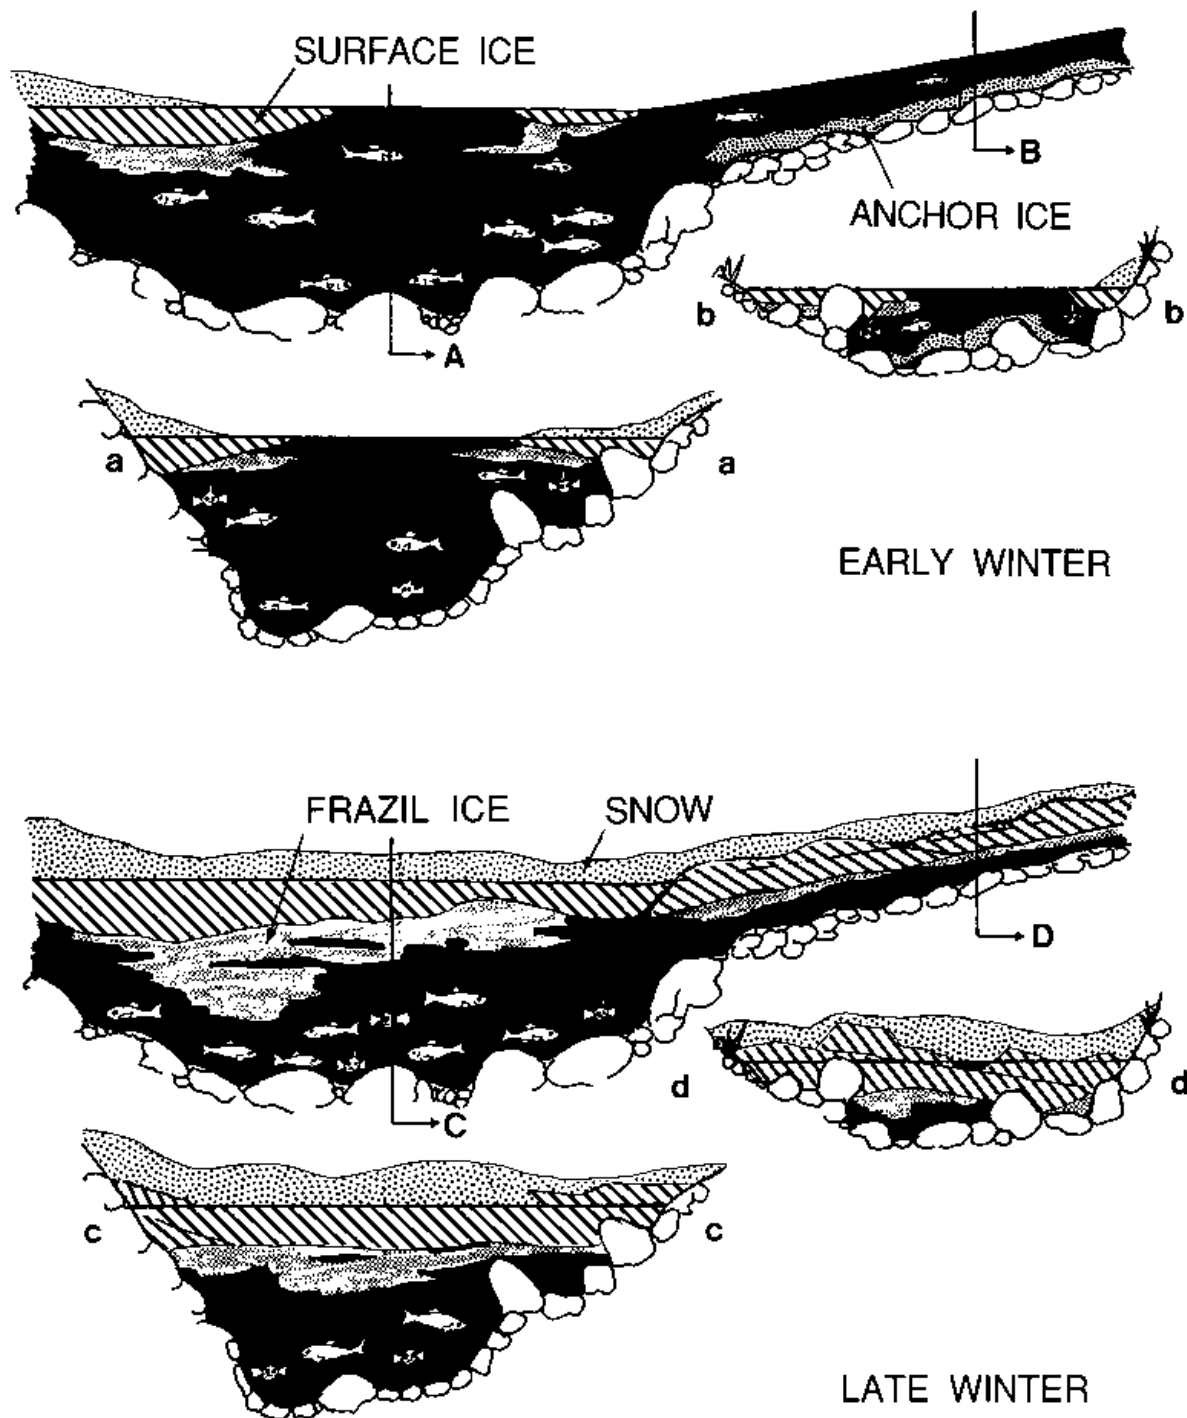 SURFACE ICE
B
ANCHOR ICE
b b
A
a a
EARLY WINTER
FRAZIL ICE SNOW
D
d d
C
c c
LATE WINTER